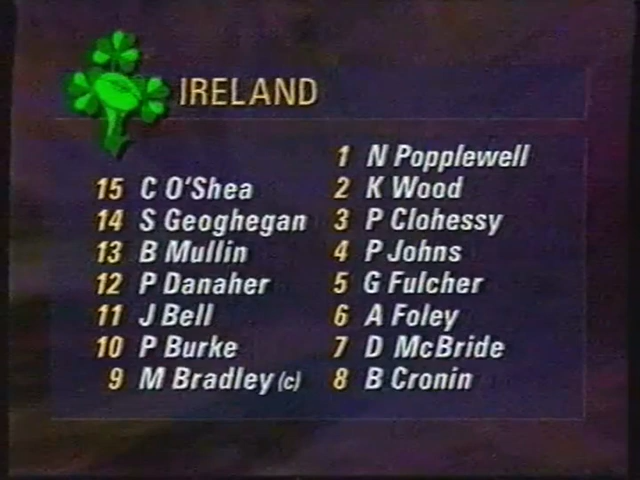 IRELAND
15 C O'Shea
14 S Geoghegan
13 B Mullin
12 P Danaher
11 J Bell
10 P Burke
9 M Bradley (c)
1 N Popplewell
2 K Wood
3 P Clohessy
4 P Johns
5 G Fulcher
6 A Foley
7 D McBride
8 B Cronin